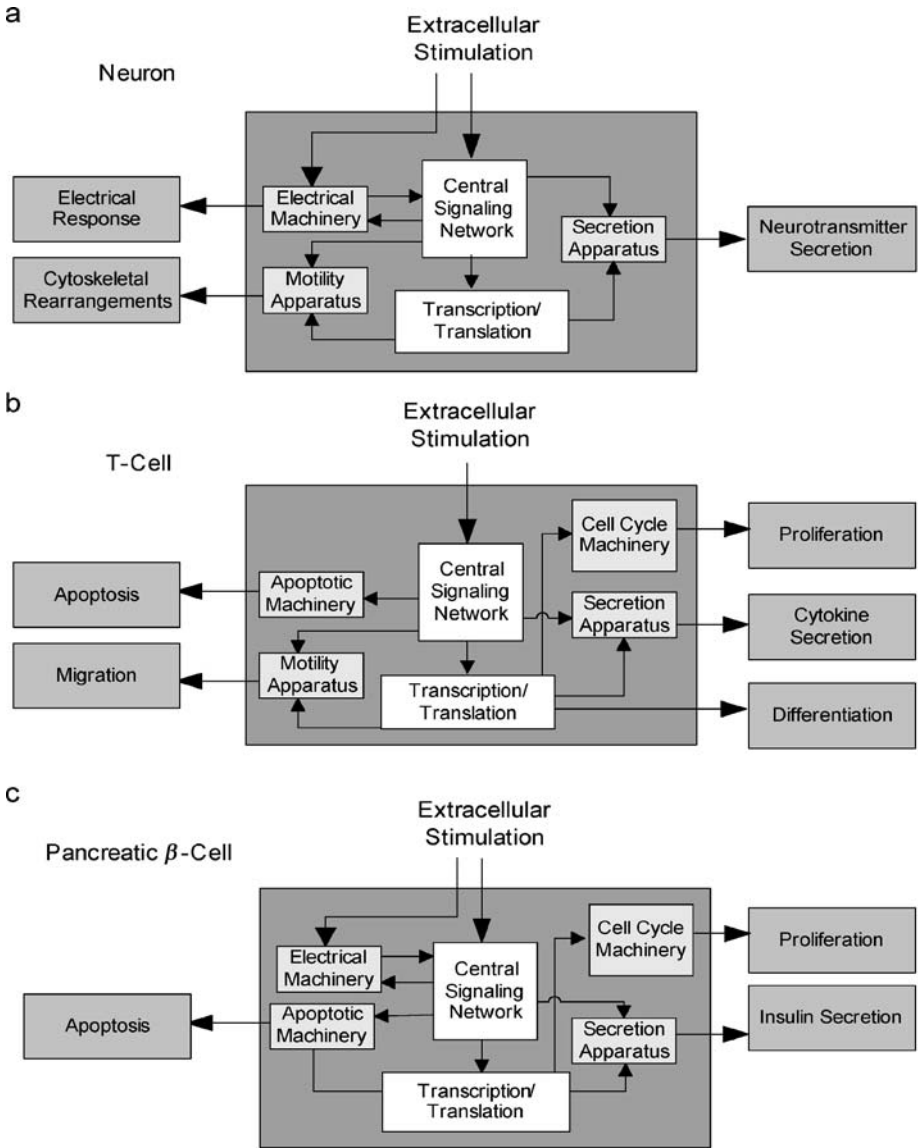 a
Extracellular
Stimulation
Neuron
Electrical
Response
Electrical
Machinery
Central
Signaling
Network
Secretion
Apparatus
Neurotransmitter
Secretion
Cytoskeletal
Rearrangements
Motility
Apparatus
Transcription/
Translation
b
Extracellular
Stimulation
T-Cell
Cell Cycle
Machinery
Proliferation
Apoptosis
Apoptotic
Machinery
Central
Signaling
Network
Secretion
Apparatus
Cytokine
Secretion
Migration
Motility
Apparatus
Transcription/
Translation
Differentiation
c
Extracellular
Stimulation
Pancreatic β-Cell
Electrical
Machinery
Central
Signaling
Network
Cell Cycle
Machinery
Proliferation
Apoptosis
Apoptotic
Machinery
Secretion
Apparatus
Insulin Secretion
Transcription/
Translation